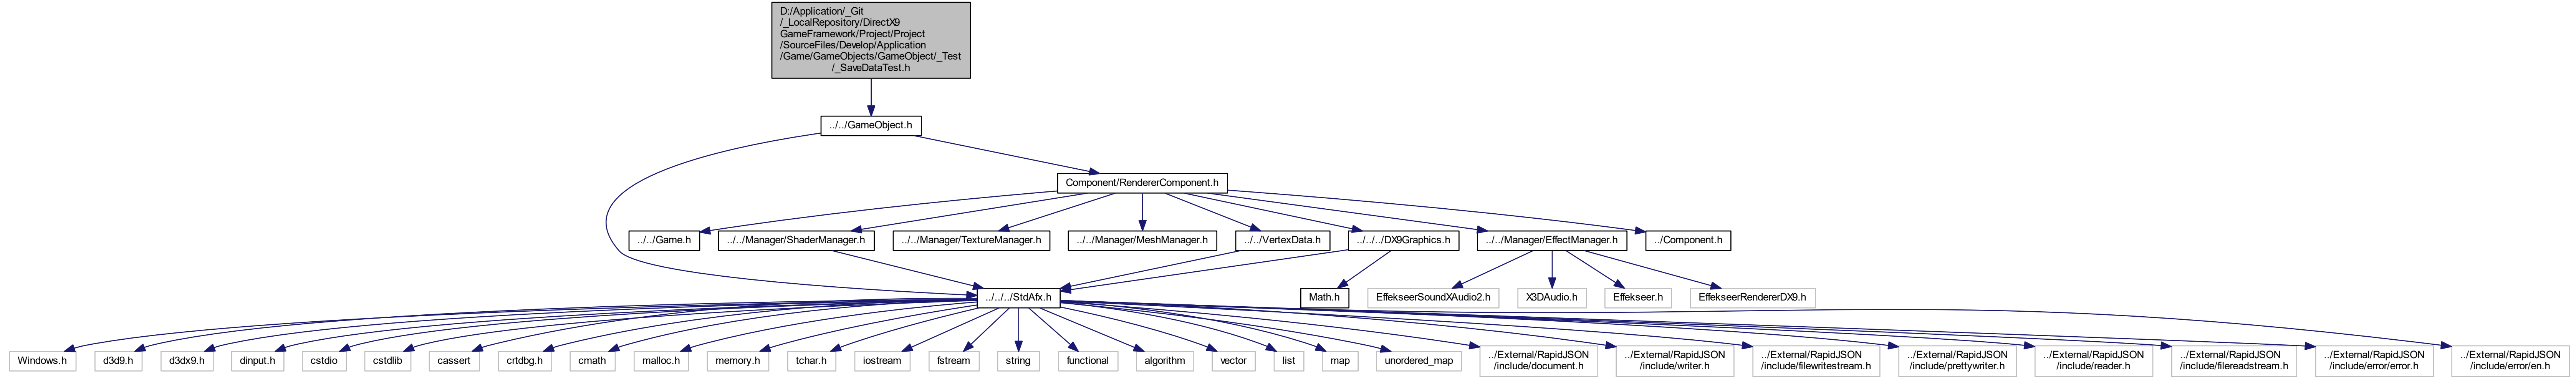 D:/Application/_Git
/_LocalRepository/DirectX9
GameFramework/Project/Project
/SourceFiles/Develop/Application
/Game/GameObjects/GameObject/_Test
/_SaveDataTest.h
../../GameObject.h
Component/RendererComponent.h
../../Game.h
../../Manager/ShaderManager.h
../../Manager/TextureManager.h
../../Manager/MeshManager.h
../../VertexData.h
../../../DX9Graphics.h
../../Manager/EffectManager.h
../Component.h
../../../StdAfx.h
Math.h
EffekseerSoundXAudio2.h
X3DAudio.h
Effekseer.h
EffekseerRendererDX9.h
Windows.h
d3d9.h
d3dx9.h
dinput.h
cstdio
cstdlib
cassert
crtdbg.h
cmath
malloc.h
memory.h
tchar.h
iostream
fstream
string
functional
algorithm
vector
list
map
unordered_map
../External/RapidJSON
/include/document.h
../External/RapidJSON
/include/writer.h
../External/RapidJSON
/include/filewritestream.h
../External/RapidJSON
/include/prettywriter.h
../External/RapidJSON
/include/reader.h
../External/RapidJSON
/include/filereadstream.h
../External/RapidJSON
/include/error/error.h
../External/RapidJSON
/include/error/en.h